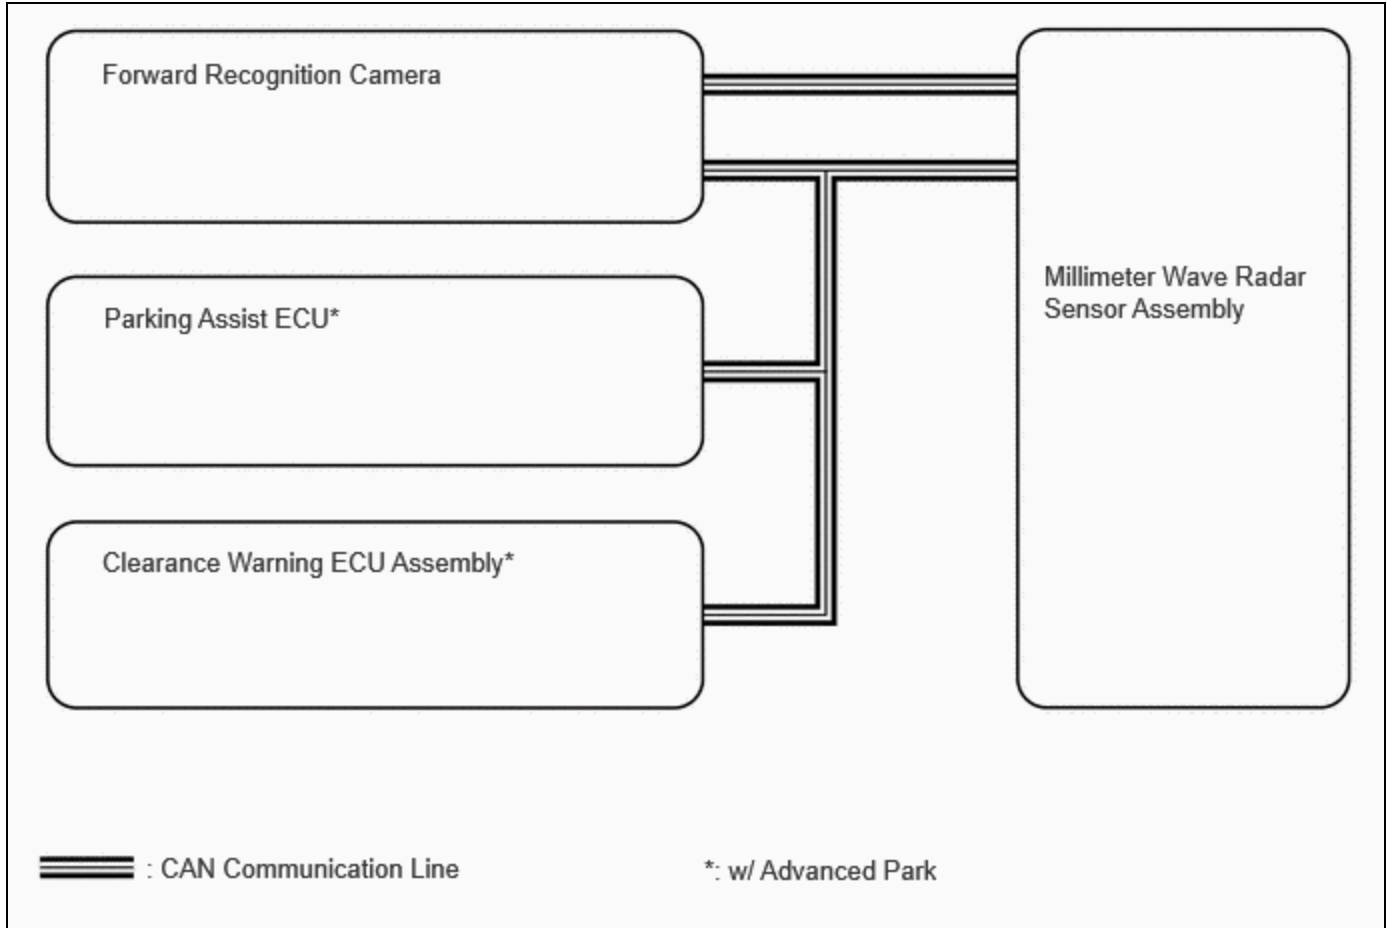 Forward Recognition Camera
Parking Assist ECU*
Clearance Warning ECU Assembly*
Millimeter Wave Radar
Sensor Assembly
: CAN Communication Line
*: w/ Advanced Park